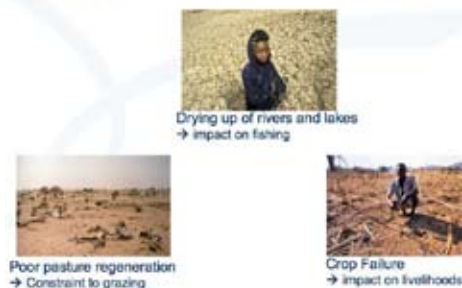 Drying up of rivers and lakes
→ impact on fishing
Poor pasture regeneration
→ Constraint to grazing
Crop Failure
→ impact on livelihoods